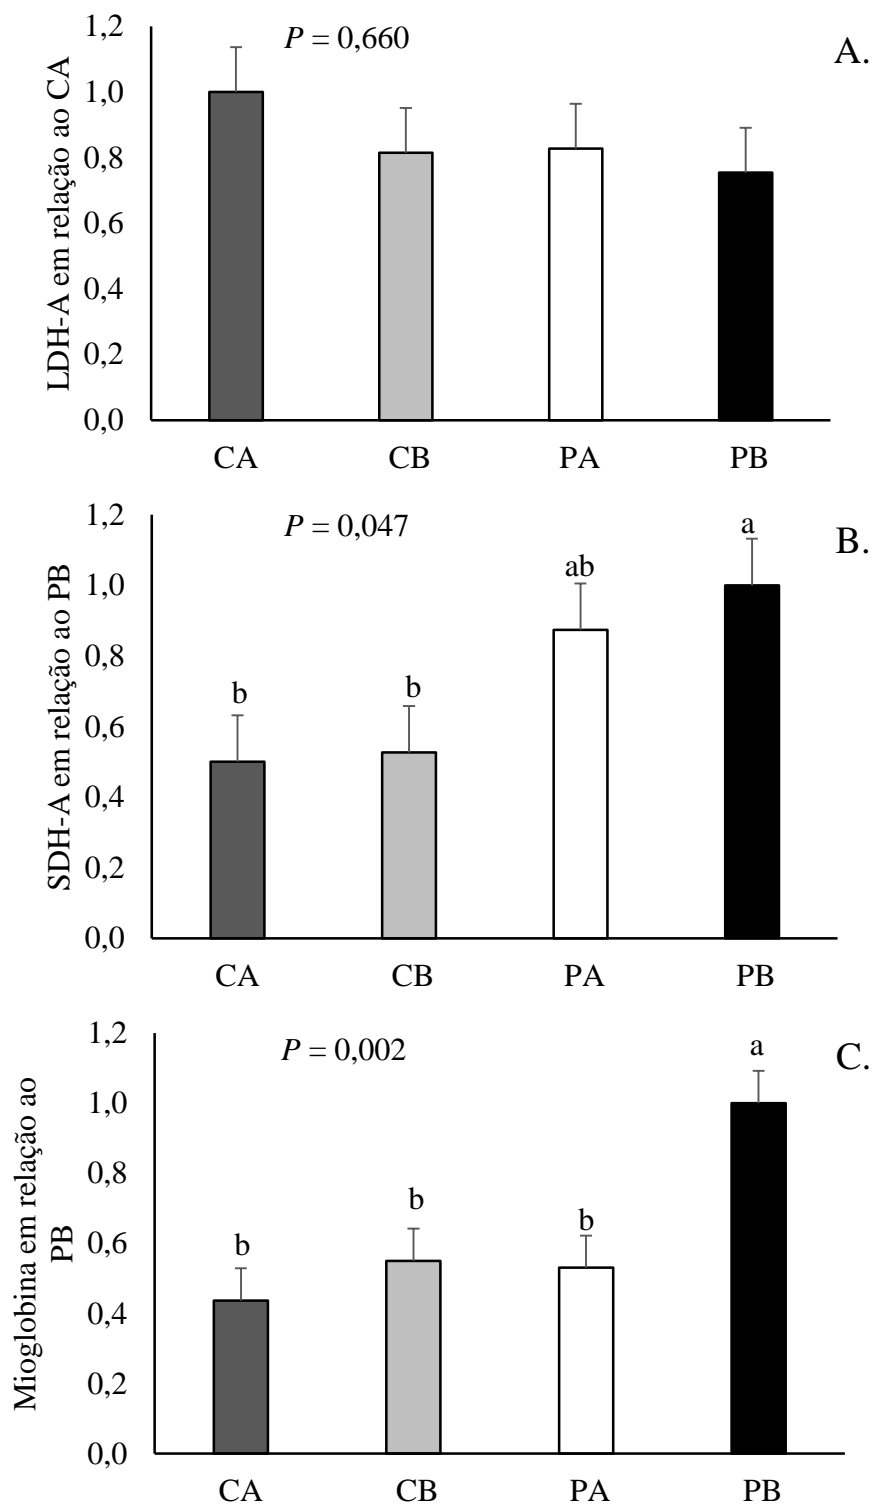 P = 0,660
A.
LDH-A em relação ao CA
1,2
1,0
0,8
0,6
0,4
0,2
0,0
CA CB PA PB
P = 0,047
B.
SDH-A em relação ao PB
1,2
1,0
0,8
0,6
0,4
0,2
0,0
b b ab a
CA CB PA PB
P = 0,002
C.
Mioglobina em relação ao
PB
1,2
1,0
0,8
0,6
0,4
0,2
0,0
b b b a
CA CB PA PB